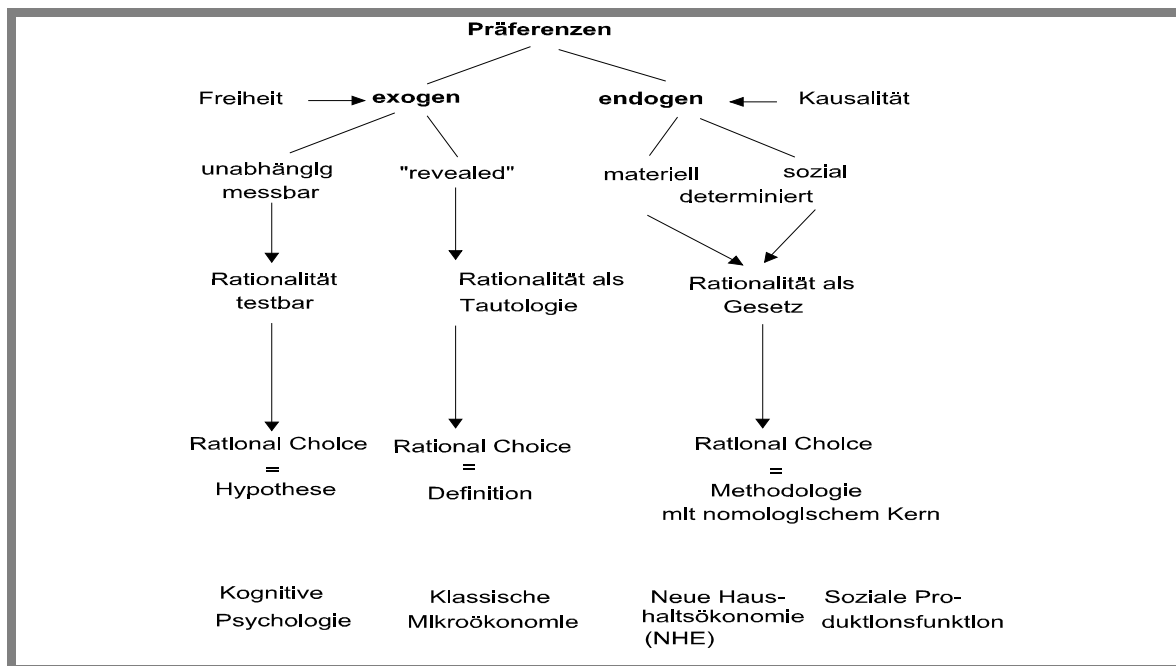 Präferenzen
Freiheit exogen endogen Kausalität
unabhängig "revealed" materiell sozial
messbar determiniert
Rationalität Rationalität als Rationalität als
testbar Tautologie Gesetz
Rational Choice Rational Choice Rational Choice
= = =
Hypothese Definition Methodologie
mit nomologischem Kern
Kognitive Klassische Neue Haus- Soziale Pro-
Psychologie Mikroökonomie haltsökonomie duktionsfunktion
(NHE)